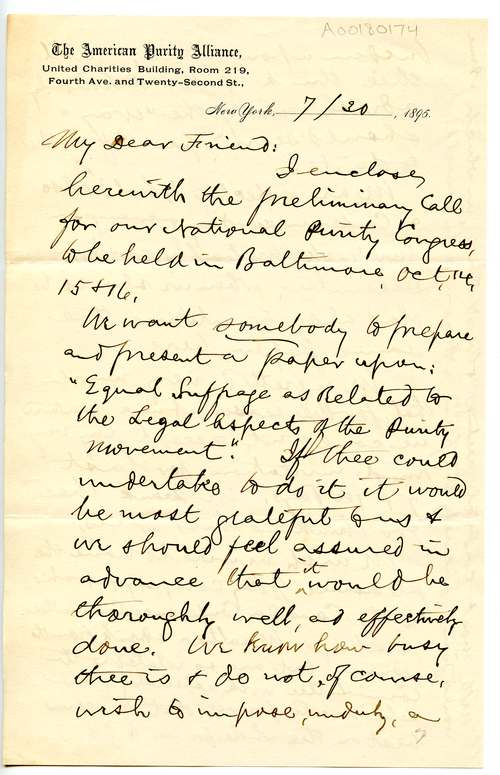 A00180174
The American Purity Alliance,
United Charities Building, Room 219,
Fourth Ave. and Twenty-Second St.,
New York, 7/30 1895.
My Dear Friend:
I enclose,
herewith the preliminary Call
for our National Purity Congress,
to be held in Baltimore, Oct. 14,
15 & 16.
We want somebody to prepare
and present a paper upon:
"Equal Suffrage as Related to
the Legal Aspects of the Purity
Movement". If thee could
undertake to do it it would
be most grateful to us &
we should feel assured in
advance that it would be
thoroughly well, ad effectively
done. We know how busy
thee is & do not, of course,
wish to impose, unduly, a